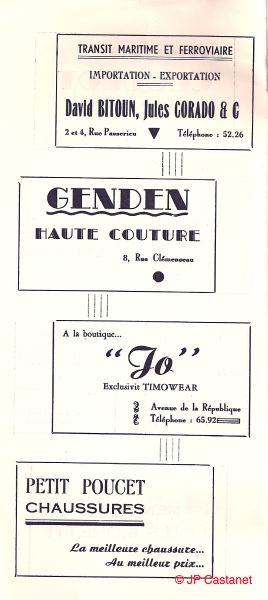 TRANSIT MARITIME ET FERROVIAIRE
IMPORTATION - EXPORTATION
David BITOUN, Jules CORADO & C
2 et 4, Rue Passerieu Téléphone : 52.26
GENDEN
HAUTE COUTURE
8, Rue Clémenceau
A la boutique...
"Jo"
Exclusivit TIMOWEAR
Avenue de la République
Téléphone : 65.92
PETIT POUCET
CHAUSSURES
La meilleure chaussure...
Au meilleur prix...
© JP Castanet